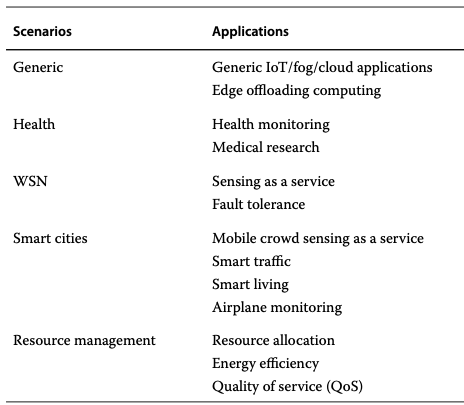 Scenarios Applications
Generic Generic IoT/fog/cloud applications
Edge offloading computing
Health Health monitoring
Medical research
WSN Sensing as a service
Fault tolerance
Smart cities Mobile crowd sensing as a service
Smart traffic
Smart living
Airplane monitoring
Resource management Resource allocation
Energy efficiency
Quality of service (QoS)